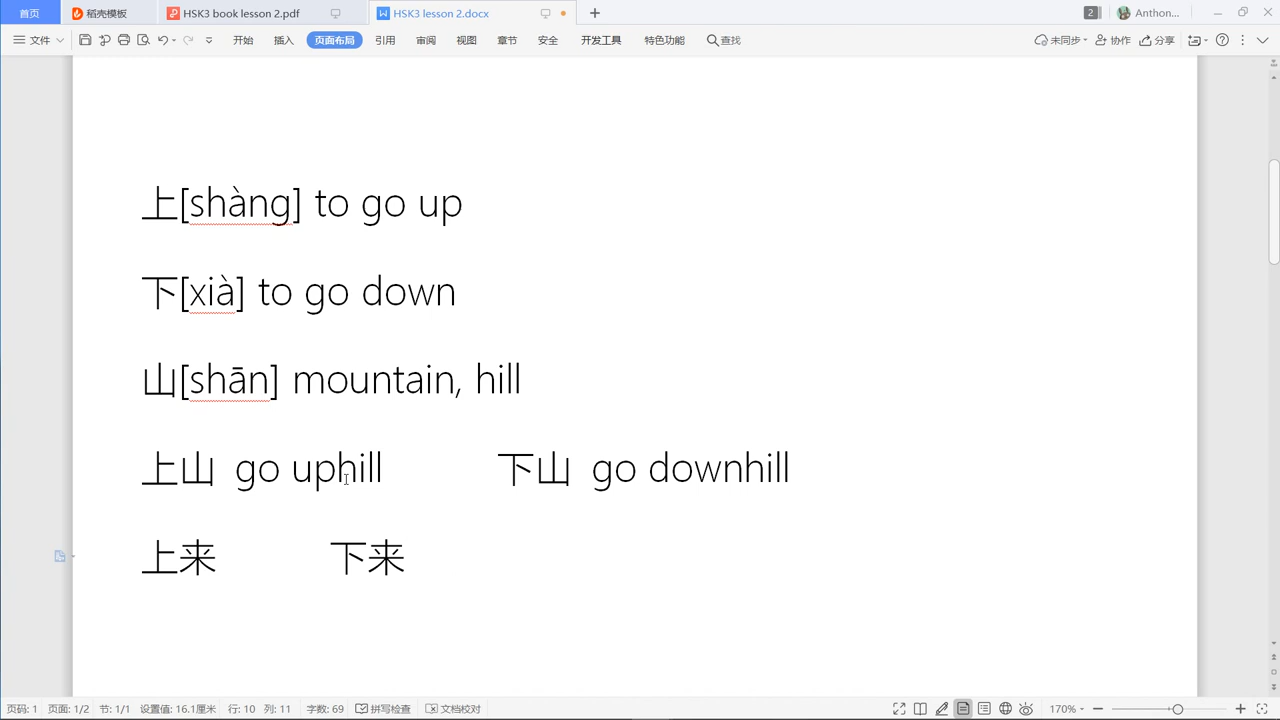 首页 稻壳模板 HSK3 book lesson 2.pdf HSK3 lesson 2.docx 2 Anthon...
文件 开始 插入 页面布局 引用 审阅 视图 章节 安全 开发工具 特色功能 查找 未同步 协作 分享
上[shàng] to go up
下[xià] to go down
山[shān] mountain, hill
上山 go uphill 下山 go downhill
上来 下来
页码: 1 页面: 1/2 节: 1/1 设置值: 16.1厘米 行: 10 列: 11 字数: 69 拼写检查 文档校对 170%